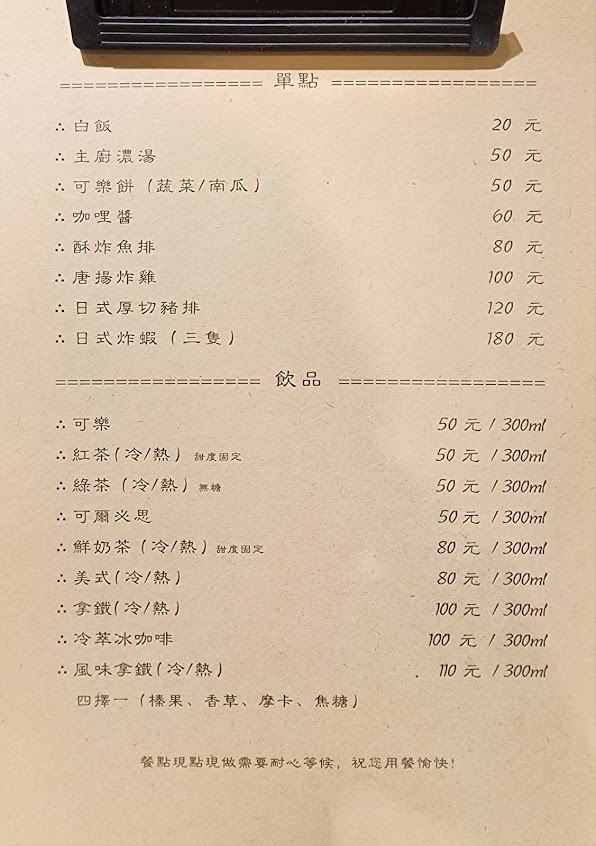 ================= 單點 =================
∴ 白飯 20 元
∴ 主廚濃湯 50 元
∴ 可樂餅（蔬菜/南瓜） 50 元
∴ 咖哩醬 60 元
∴ 酥炸魚排 80 元
∴ 唐揚炸雞 100 元
∴ 日式厚切豬排 120 元
∴ 日式炸蝦（三隻） 180 元
================= 飲品 =================
∴ 可樂 50 元 / 300ml
∴ 紅茶(冷/熱) 甜度固定 50 元 / 300ml
∴ 綠茶（冷/熱) 無糖 50 元 / 300ml
∴ 可爾必思 50 元 / 300ml
∴ 鮮奶茶（冷/熱) 甜度固定 80 元 / 300ml
∴ 美式(冷/熱) 80 元 / 300ml
∴ 拿鐵(冷/熱) 100 元 / 300ml
∴ 冷萃冰咖啡 100 元 / 300ml
∴ 風味拿鐵(冷/熱) 110 元 / 300ml
四擇一（榛果、香草、摩卡、焦糖）
餐點現點現做需要耐心等候，祝您用餐愉快!